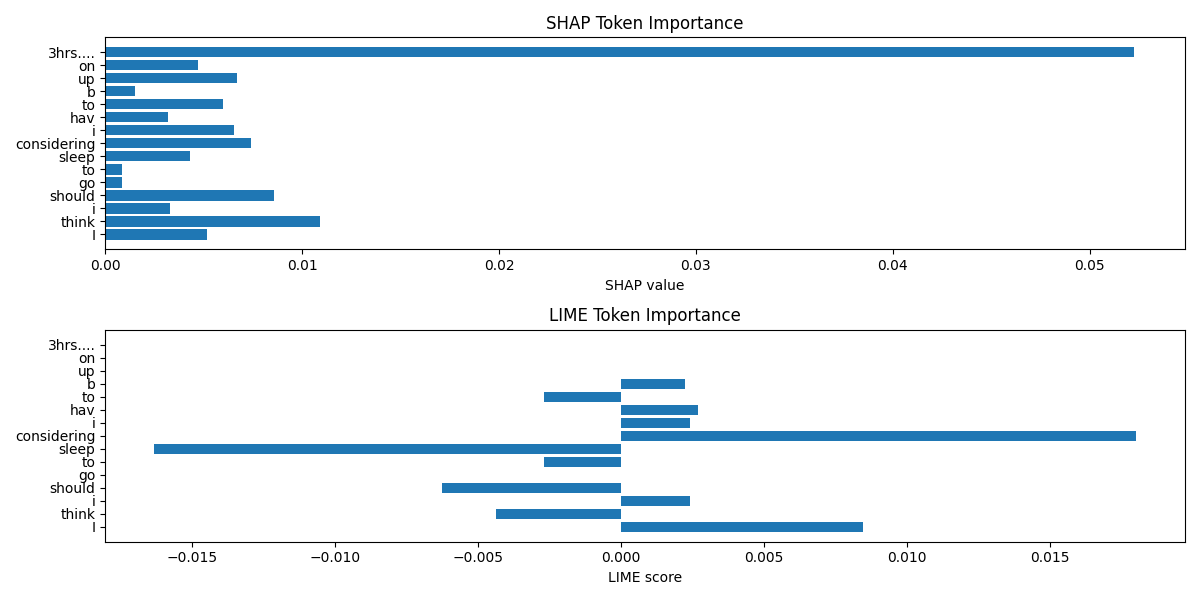 SHAP Token Importance
3hrs....
on
up
b
to
hav
i
considering
sleep
to
go
should
i
think
I
0.00 0.01 0.02 0.03 0.04 0.05
SHAP value
LIME Token Importance
3hrs....
on
up
b
to
hav
i
considering
sleep
to
go
should
i
think
I
−0.015 −0.010 −0.005 0.000 0.005 0.010 0.015
LIME score